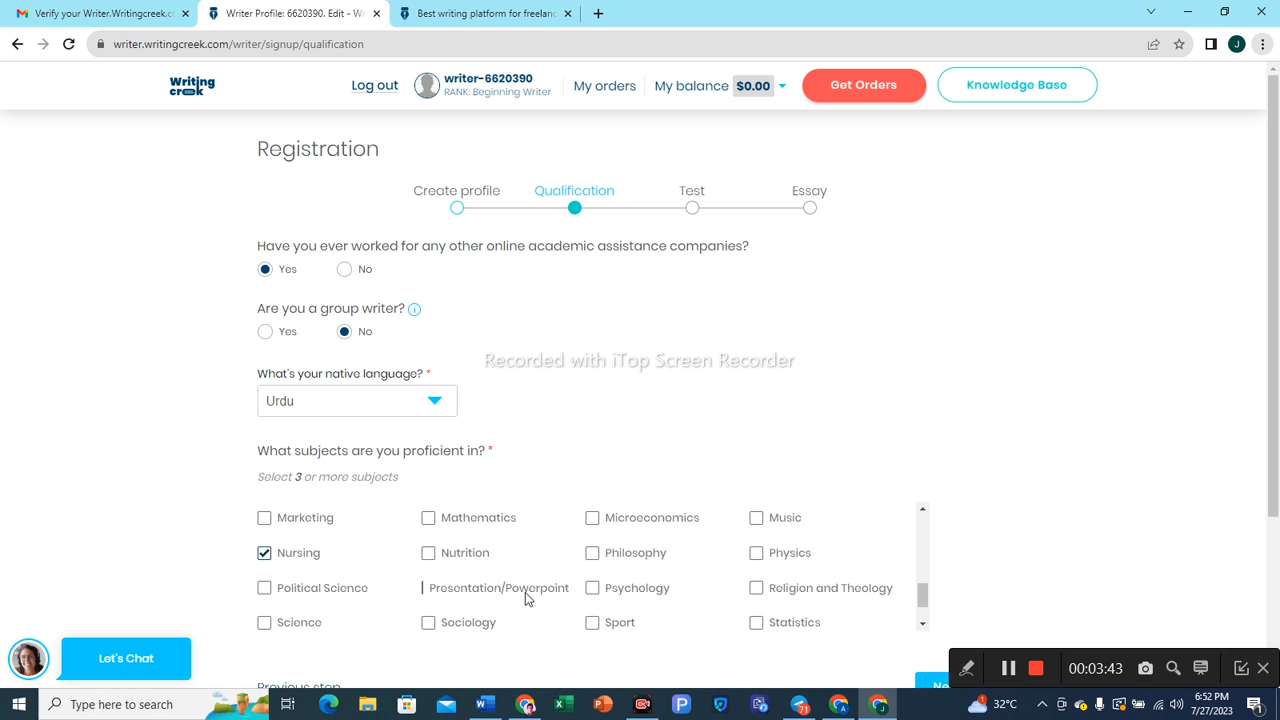 Verify your Writingcreek.c
Writer Profile: 6620390. Edit - W
Best writing platform for freelanc
writer.writingcreek.com/writer/signup/qualification
J
Writing creek
Log out
writer-6620390
RANK: Beginning Writer
My orders
My balance $0.00
Get Orders
Knowledge Base
Registration
Create profile Qualification Test Essay
Have you ever worked for any other online academic assistance companies?
Yes No
Are you a group writer?
Yes No
Recorded with iTop Screen Recorder
What's your native language? *
Urdu
What subjects are you proficient in? *
Select 3 or more subjects
Marketing Mathematics Microeconomics Music
Nursing Nutrition Philosophy Physics
Political Science Presentation/Powerpoint Psychology Religion and Theology
Science Sociology Sport Statistics
Let's Chat
Previous step
00:03:43
Type here to search
71
32°C
6:52 PM
7/27/2023